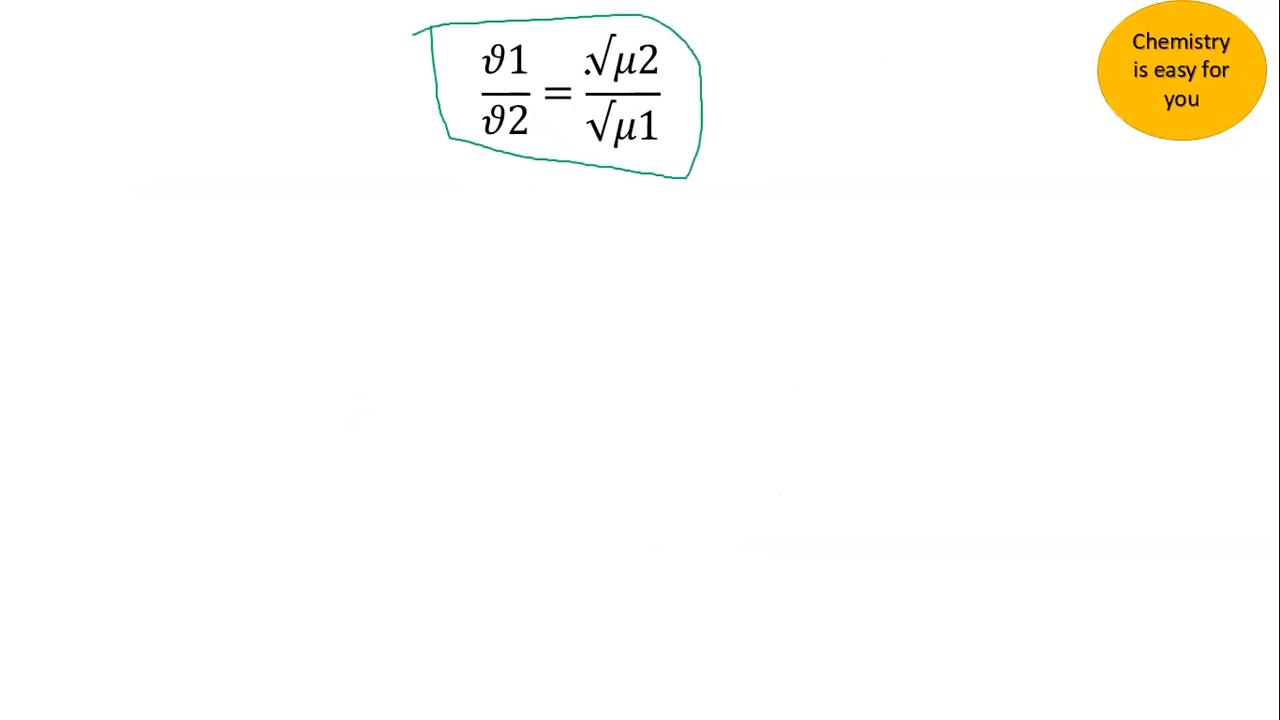 𝜗1/𝜗2 = .√𝜇2/√𝜇1
Chemistry
is easy for
you